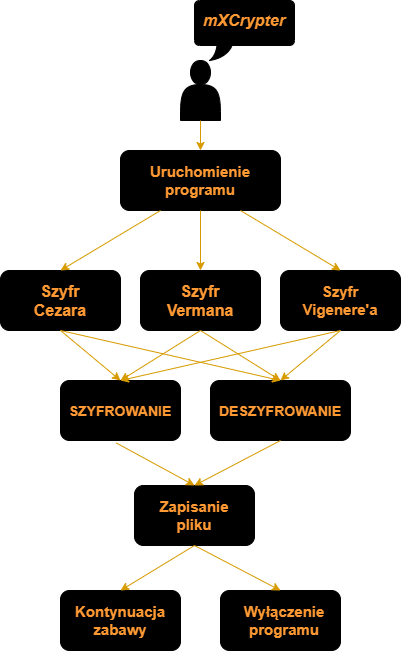 mXCrypter
Uruchomienie
programu
Szyfr
Cezara
Szyfr
Vermana
Szyfr
Vigenere'a
SZYFROWANIE
DESZYFROWANIE
Zapisanie
pliku
Kontynuacja
zabawy
Wyłączenie
programu